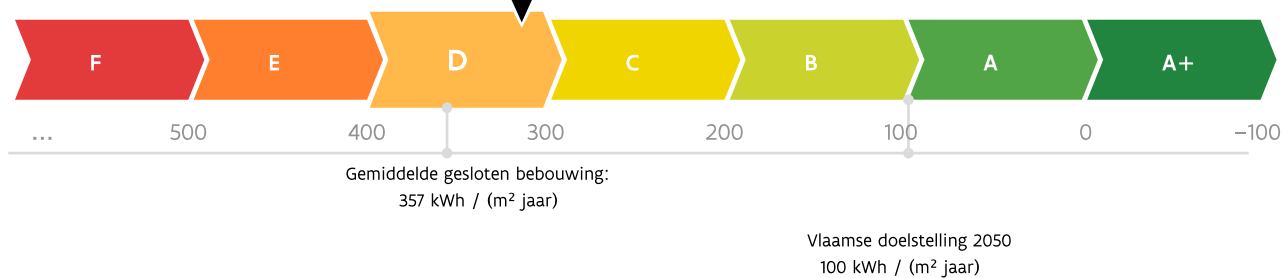 F E D C B A A+
... 500 400 300 200 100 0 −100
Gemiddelde gesloten bebouwing:
357 kWh / (m² jaar)
Vlaamse doelstelling 2050
100 kWh / (m² jaar)